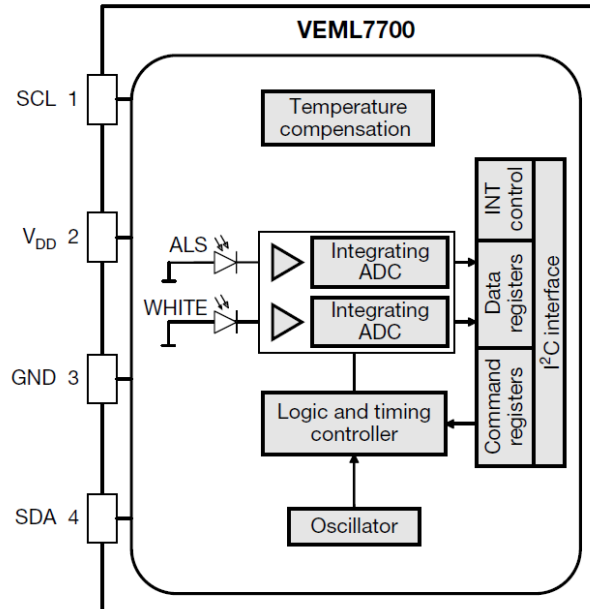 VEML7700
SCL 1
Temperature
compensation
V_DD 2
ALS
Integrating
ADC
WHITE
Integrating
ADC
INT
control
Data
registers
Command
registers
I²C interface
GND 3
Logic and timing
controller
SDA 4
Oscillator